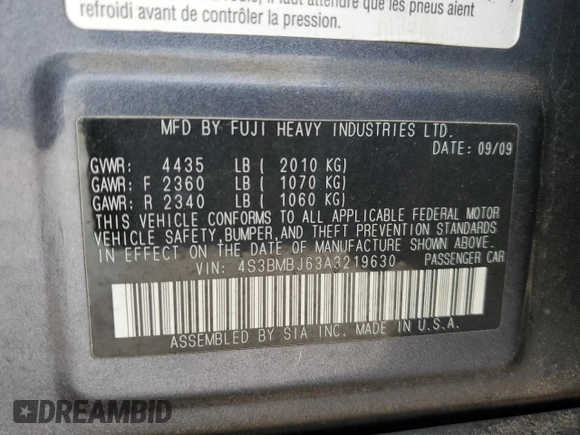 refroidi avant de contrôler la pression.
MFD BY FUJI HEAVY INDUSTRIES LTD.
DATE: 09/09
GVWR: 4435 LB ( 2010 KG)
GAWR: F 2360 LB ( 1070 KG)
GAWR: R 2340 LB ( 1060 KG)
THIS VEHICLE CONFORMS TO ALL APPLICABLE FEDERAL MOTOR
VEHICLE SAFETY, BUMPER, AND THEFT PREVENTION STANDARDS
IN EFFECT ON THE DATE OF MANUFACTURE SHOWN ABOVE.
VIN: 4S3BMBJ63A3219630 PASSENGER CAR
ASSEMBLED BY SIA INC. MADE IN U.S.A.
DREAMBID